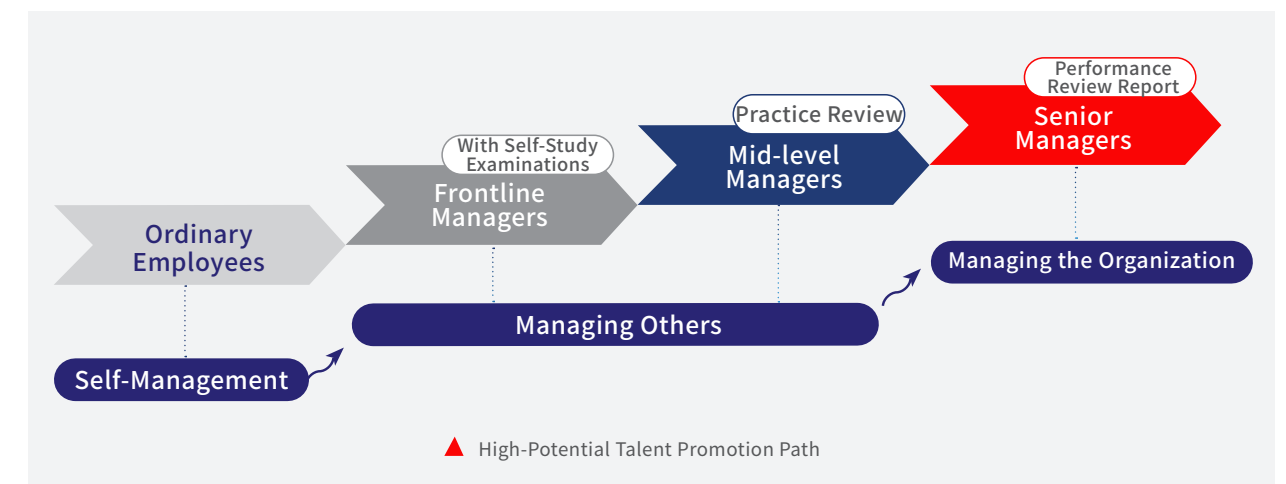 Performance
Review Report
Senior
Managers
Practice Review
Mid-level
Managers
With Self-Study
Examinations
Frontline
Managers
Ordinary
Employees
Managing the Organization
Managing Others
Self-Management
High-Potential Talent Promotion Path